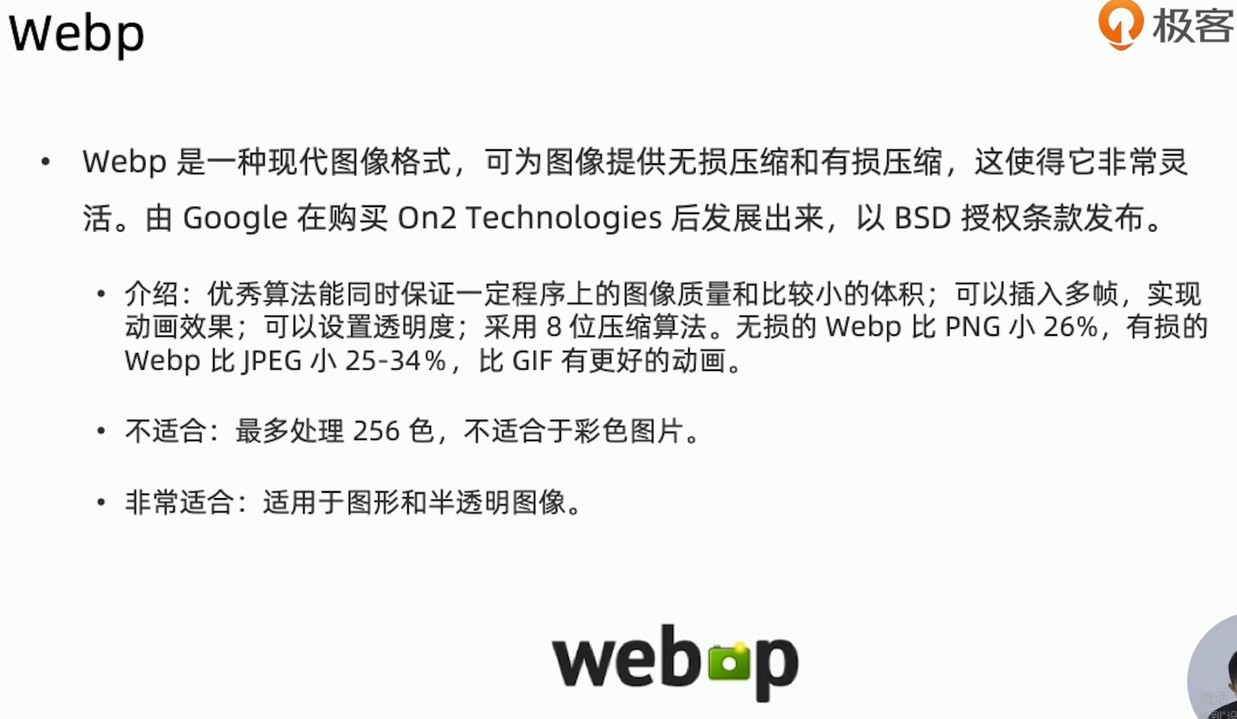 Webp
极客
• Webp 是一种现代图像格式，可为图像提供无损压缩和有损压缩，这使得它非常灵
活。由 Google 在购买 On2 Technologies 后发展出来，以 BSD 授权条款发布。
• 介绍：优秀算法能同时保证一定程序上的图像质量和比较小的体积；可以插入多帧，实现
动画效果；可以设置透明度；采用 8 位压缩算法。无损的 Webp 比 PNG 小 26%，有损的
Webp 比 JPEG 小 25-34%，比 GIF 有更好的动画。
• 不适合：最多处理 256 色，不适合于彩色图片。
• 非常适合：适用于图形和半透明图像。
webp
激活